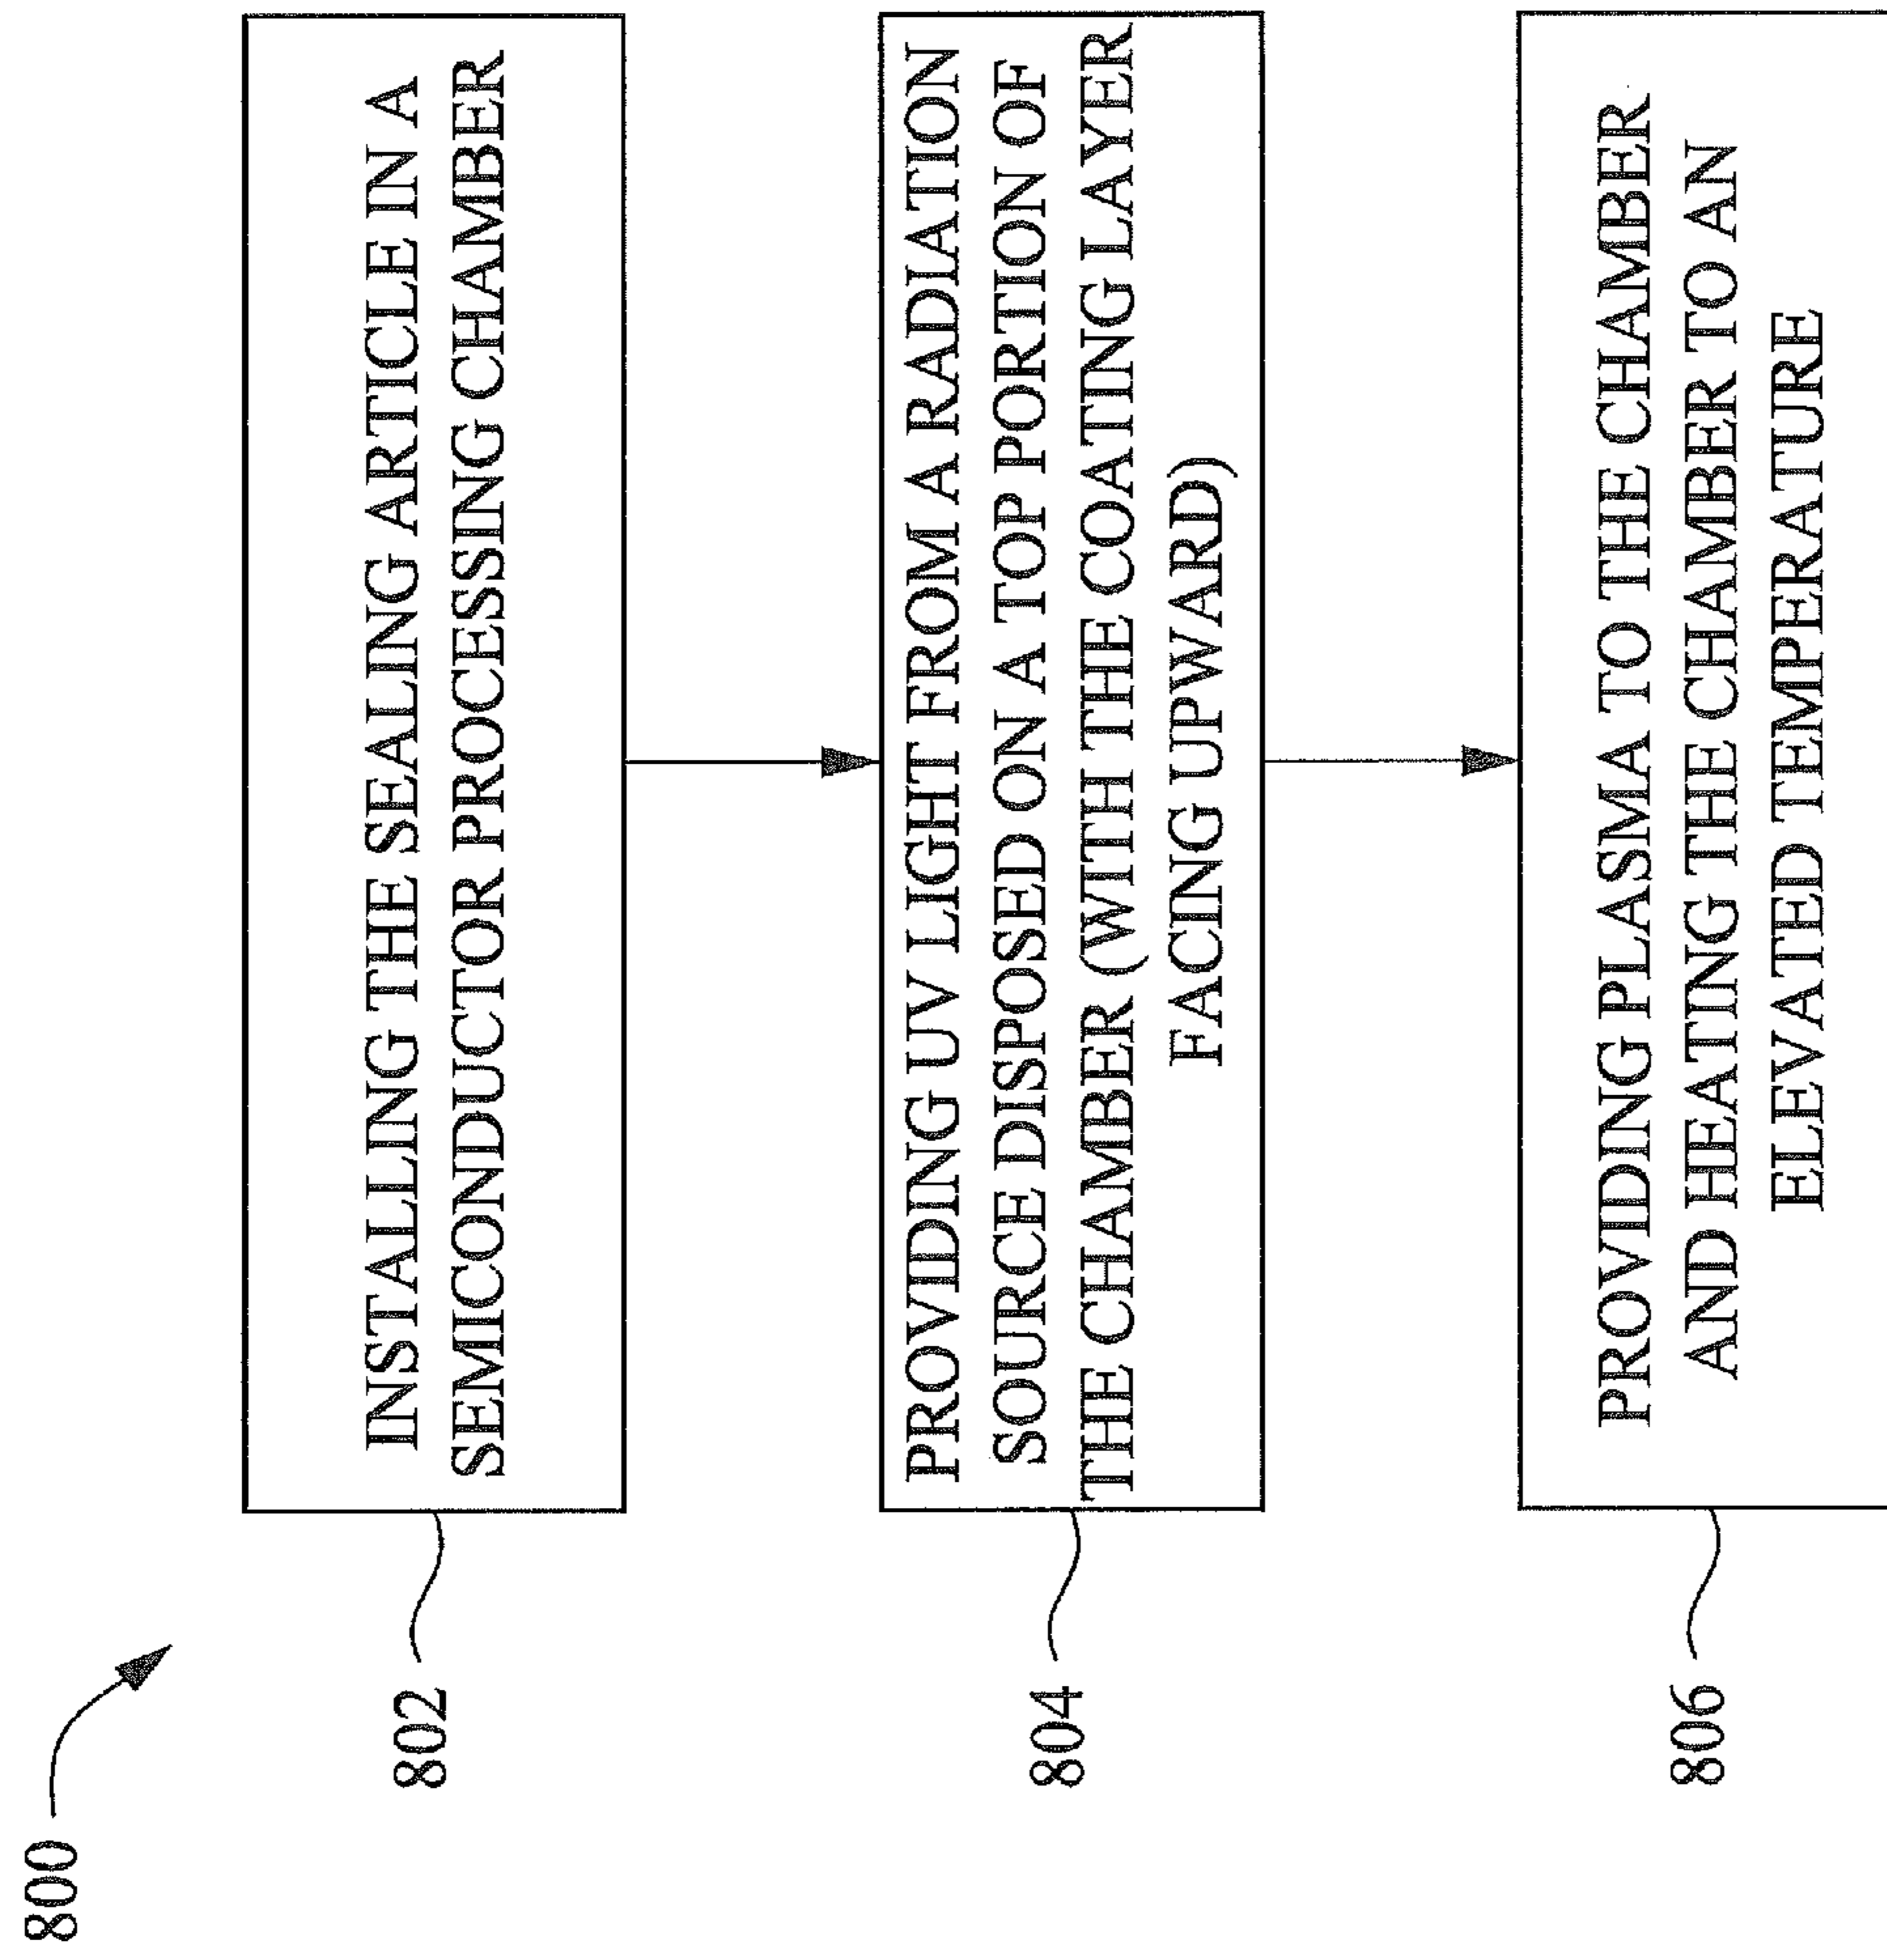 800
802
INSTALLING THE SEALING ARTICLE IN A
SEMICONDUCTOR PROCESSING CHAMBER
804
PROVIDING UV LIGHT FROM A RADIATION
SOURCE DISPOSED ON A TOP PORTION OF
THE CHAMBER (WITH THE COATING LAYER
FACING UPWARD)
806
PROVIDING PLASMA TO THE CHAMBER
AND HEATING THE CHAMBER TO AN
ELEVATED TEMPERATURE